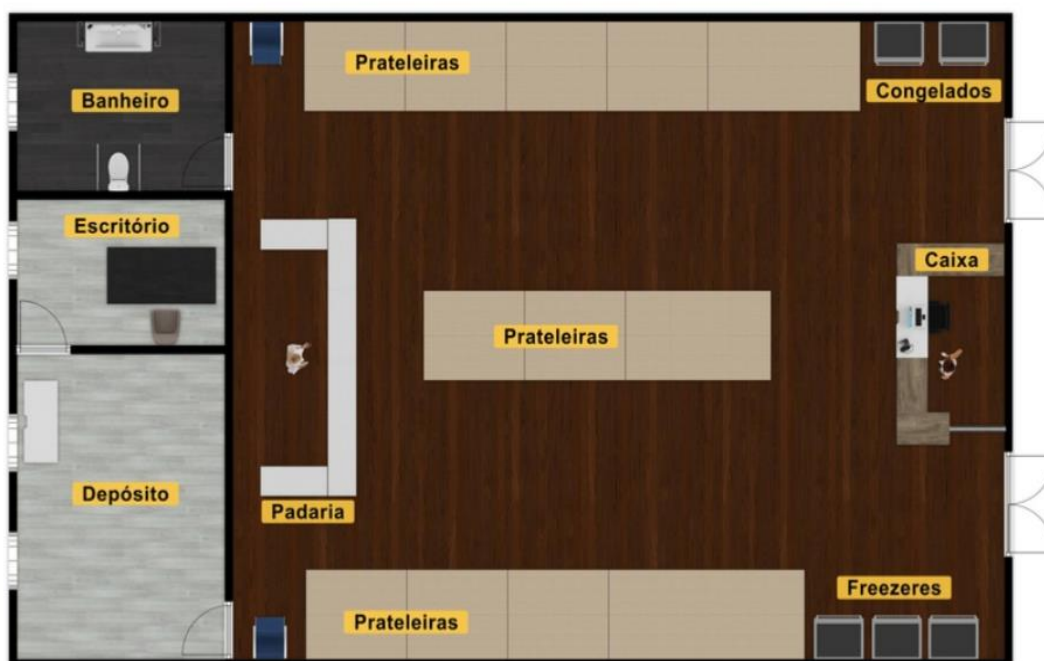 Prateleiras
Congelados
Banheiro
Escritório
Caixa
Prateleiras
Depósito
Padaria
Freezeres
Prateleiras